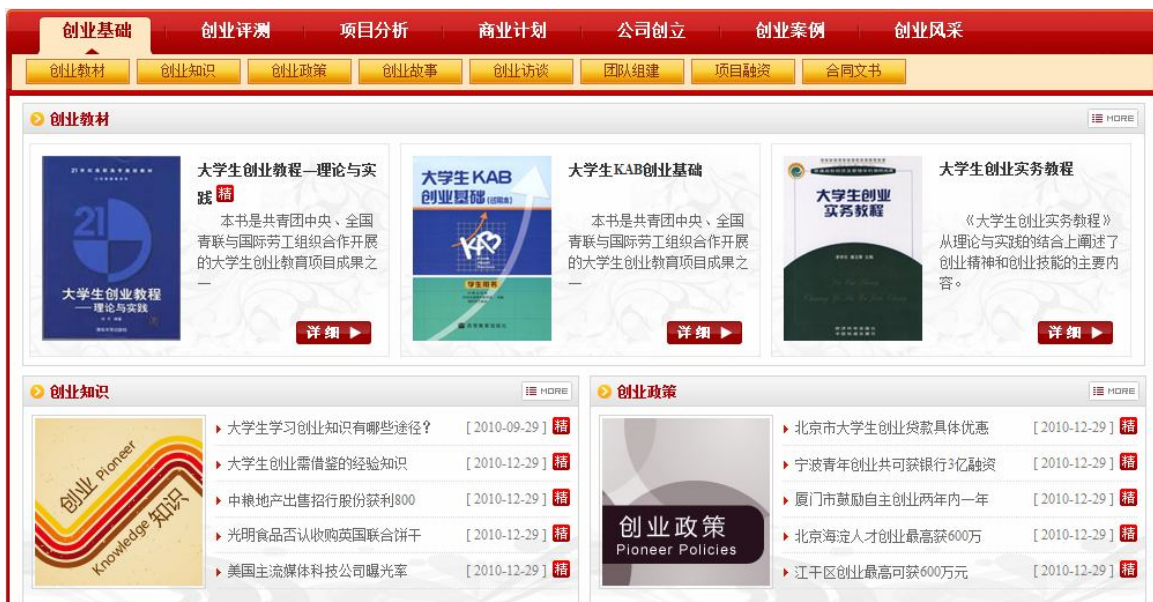 创业基础 创业评测 项目分析 商业计划 公司创立 创业案例 创业风采
创业教材 创业知识 创业政策 创业故事 创业访谈 团队组建 项目融资 合同文书
创业教材 MORE
21
大学生创业教程
——理论与实践
大学生创业教程—理论与实
践 精
本书是共青团中央、全国
青联与国际劳工组织合作开展
的大学生创业教育项目成果之
一
详细
大学生 KAB
创业基础(试用本)
KAB
学生用书
大学生KAB创业基础
本书是共青团中央、全国
青联与国际劳工组织合作开展
的大学生创业教育项目成果之
一
详细
大学生创业
实务教程
大学生创业实务教程
《大学生创业实务教程》
从理论与实践的结合上阐述了
创业精神和创业技能的主要内
容。
详细
创业知识 MORE
创业 Pioneer
Knowledge 知识
大学生学习创业知识有哪些途径? [ 2010-09-29 ] 精
大学生创业需借鉴的经验知识 [ 2010-12-29 ] 精
中粮地产出售招行股份获利800 [ 2010-12-29 ] 精
光明食品否认收购英国联合饼干 [ 2010-12-29 ] 精
美国主流媒体科技公司曝光率 [ 2010-12-29 ] 精
创业政策 MORE
创业政策
Pioneer Policies
北京市大学生创业贷款具体优惠 [ 2010-12-29 ] 精
宁波青年创业共可获银行3亿融资 [ 2010-12-29 ] 精
厦门市鼓励自主创业两年内一年 [ 2010-12-29 ] 精
北京海淀人才创业最高获600万 [ 2010-12-29 ] 精
江干区创业最高可获600万元 [ 2010-12-29 ] 精